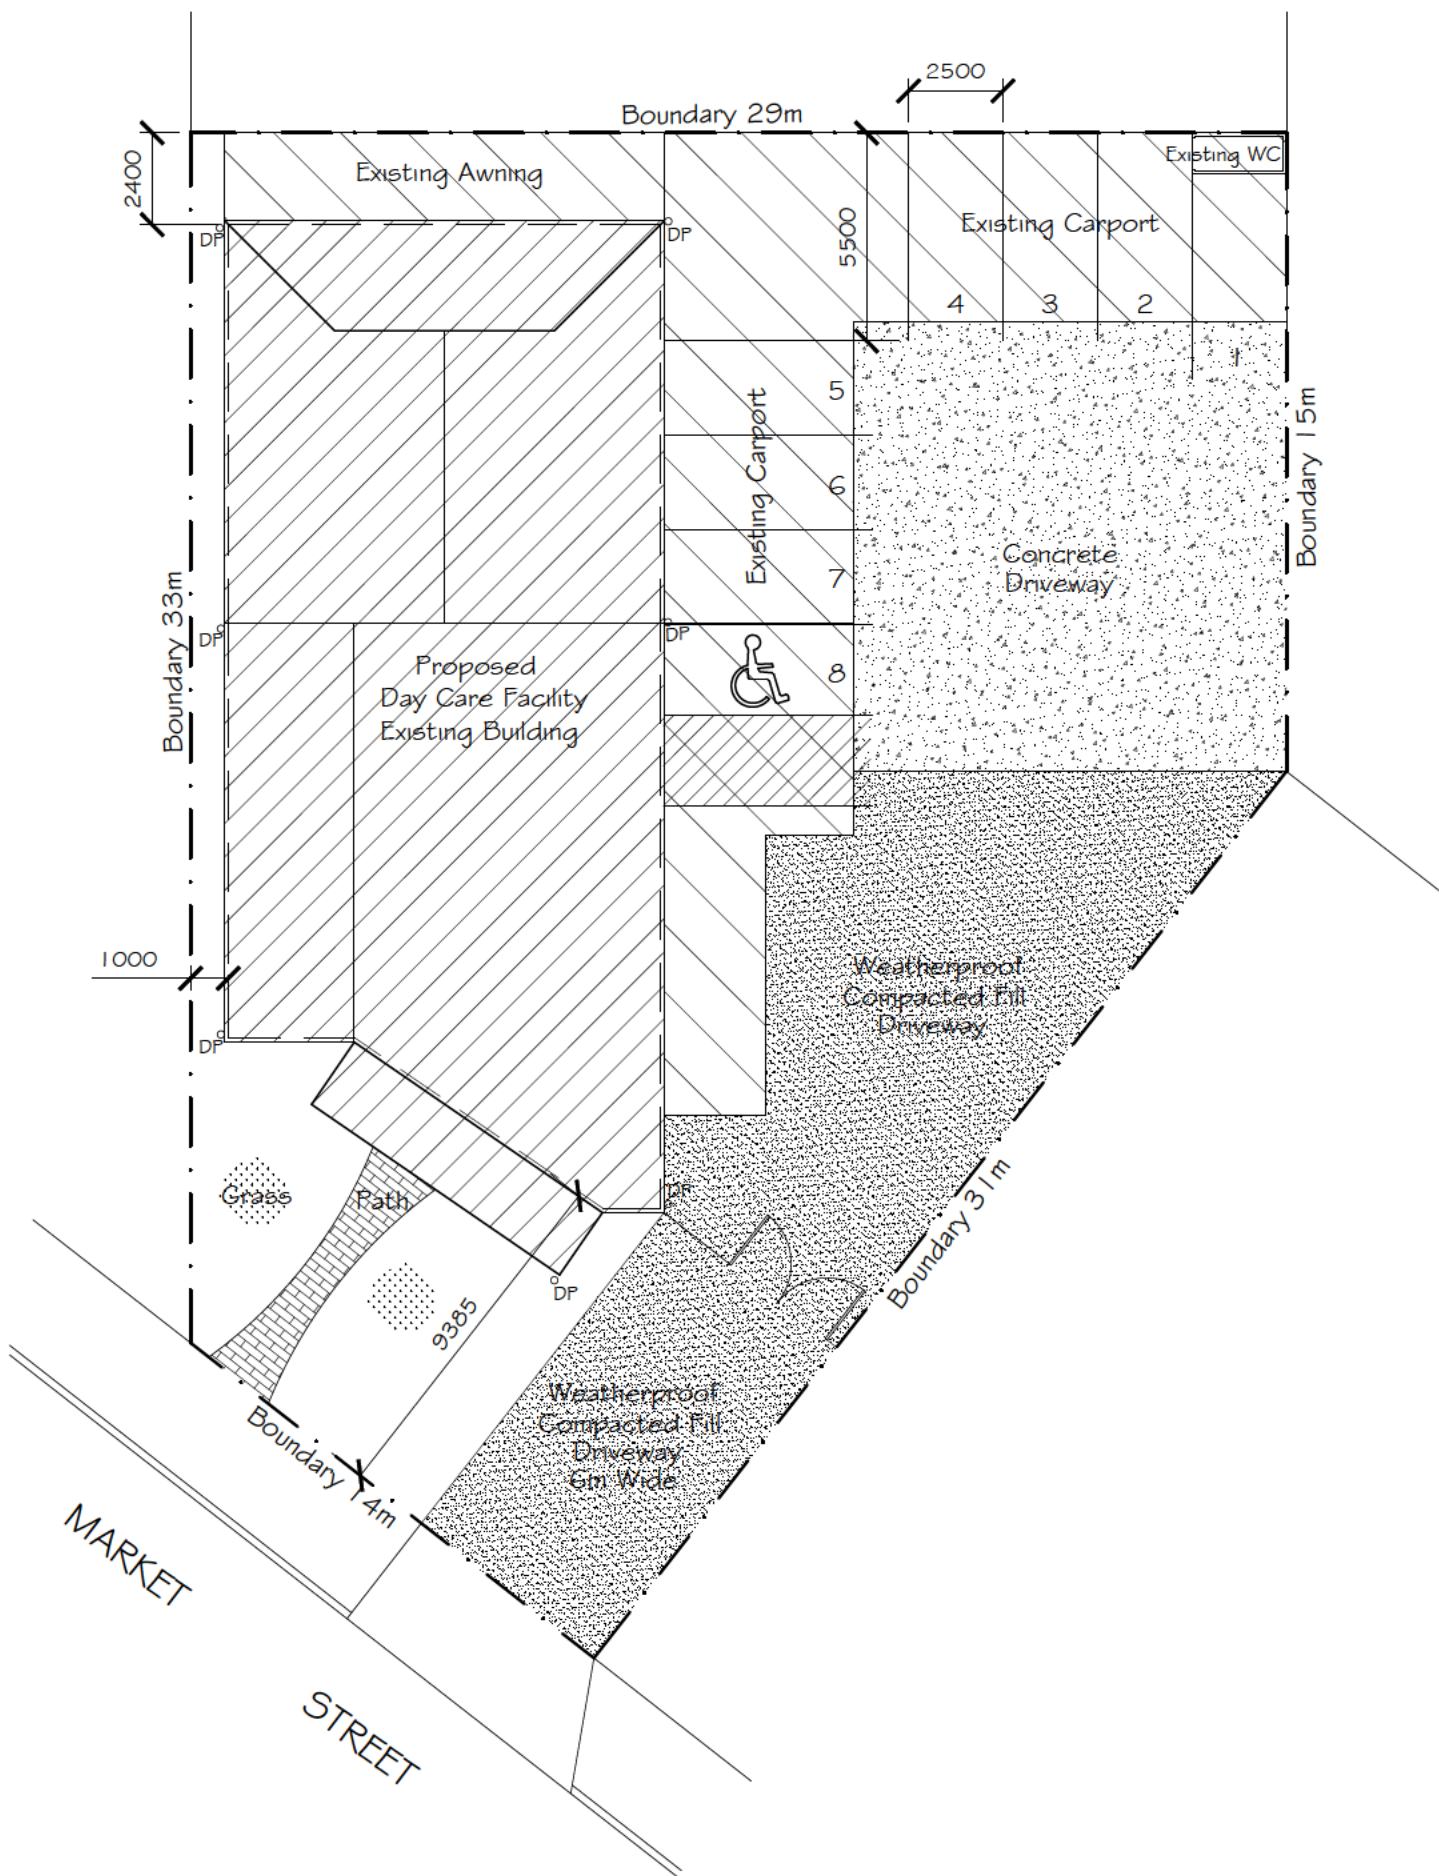 2500
Boundary 29m
2400
Existing Awning
Existing WC
DP
DP
5500
Existing Carport
4
3
2
1
5
Existing Carport
6
7
8
Boundary 15m
Concrete
Driveway
Boundary 33m
DP
DP
Proposed
Day Care Facility
Existing Building
1000
Weatherproof
Compacted Fill
Driveway
DP
Grass
Path
DP
Boundary 31m
DP
9385
Weatherproof
Compacted Fill
Driveway
6m Wide
Boundary 14m
MARKET
STREET